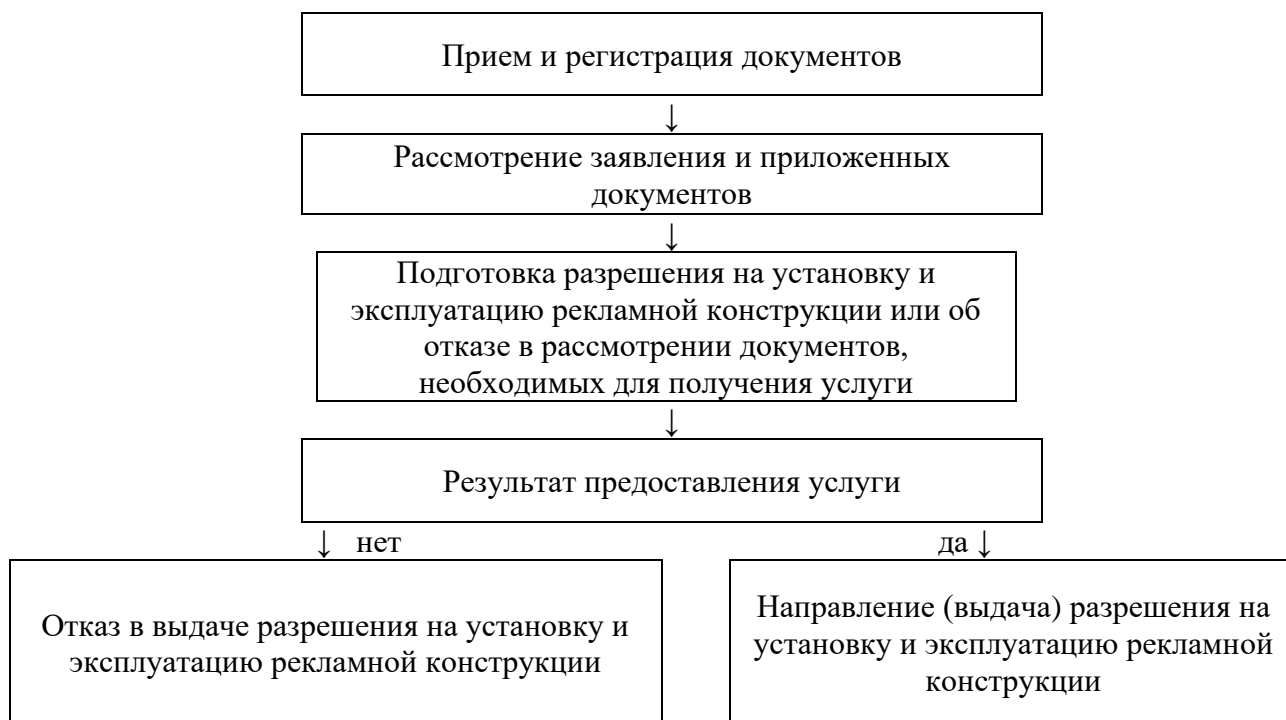 Прием и регистрация документов
↓
Рассмотрение заявления и приложенных
документов
↓
Подготовка разрешения на установку и
эксплуатацию рекламной конструкции или об
отказе в рассмотрении документов,
необходимых для получения услуги
↓
Результат предоставления услуги
↓ нет
да ↓
Отказ в выдаче разрешения на установку и
эксплуатацию рекламной конструкции
Направление (выдача) разрешения на
установку и эксплуатацию рекламной
конструкции